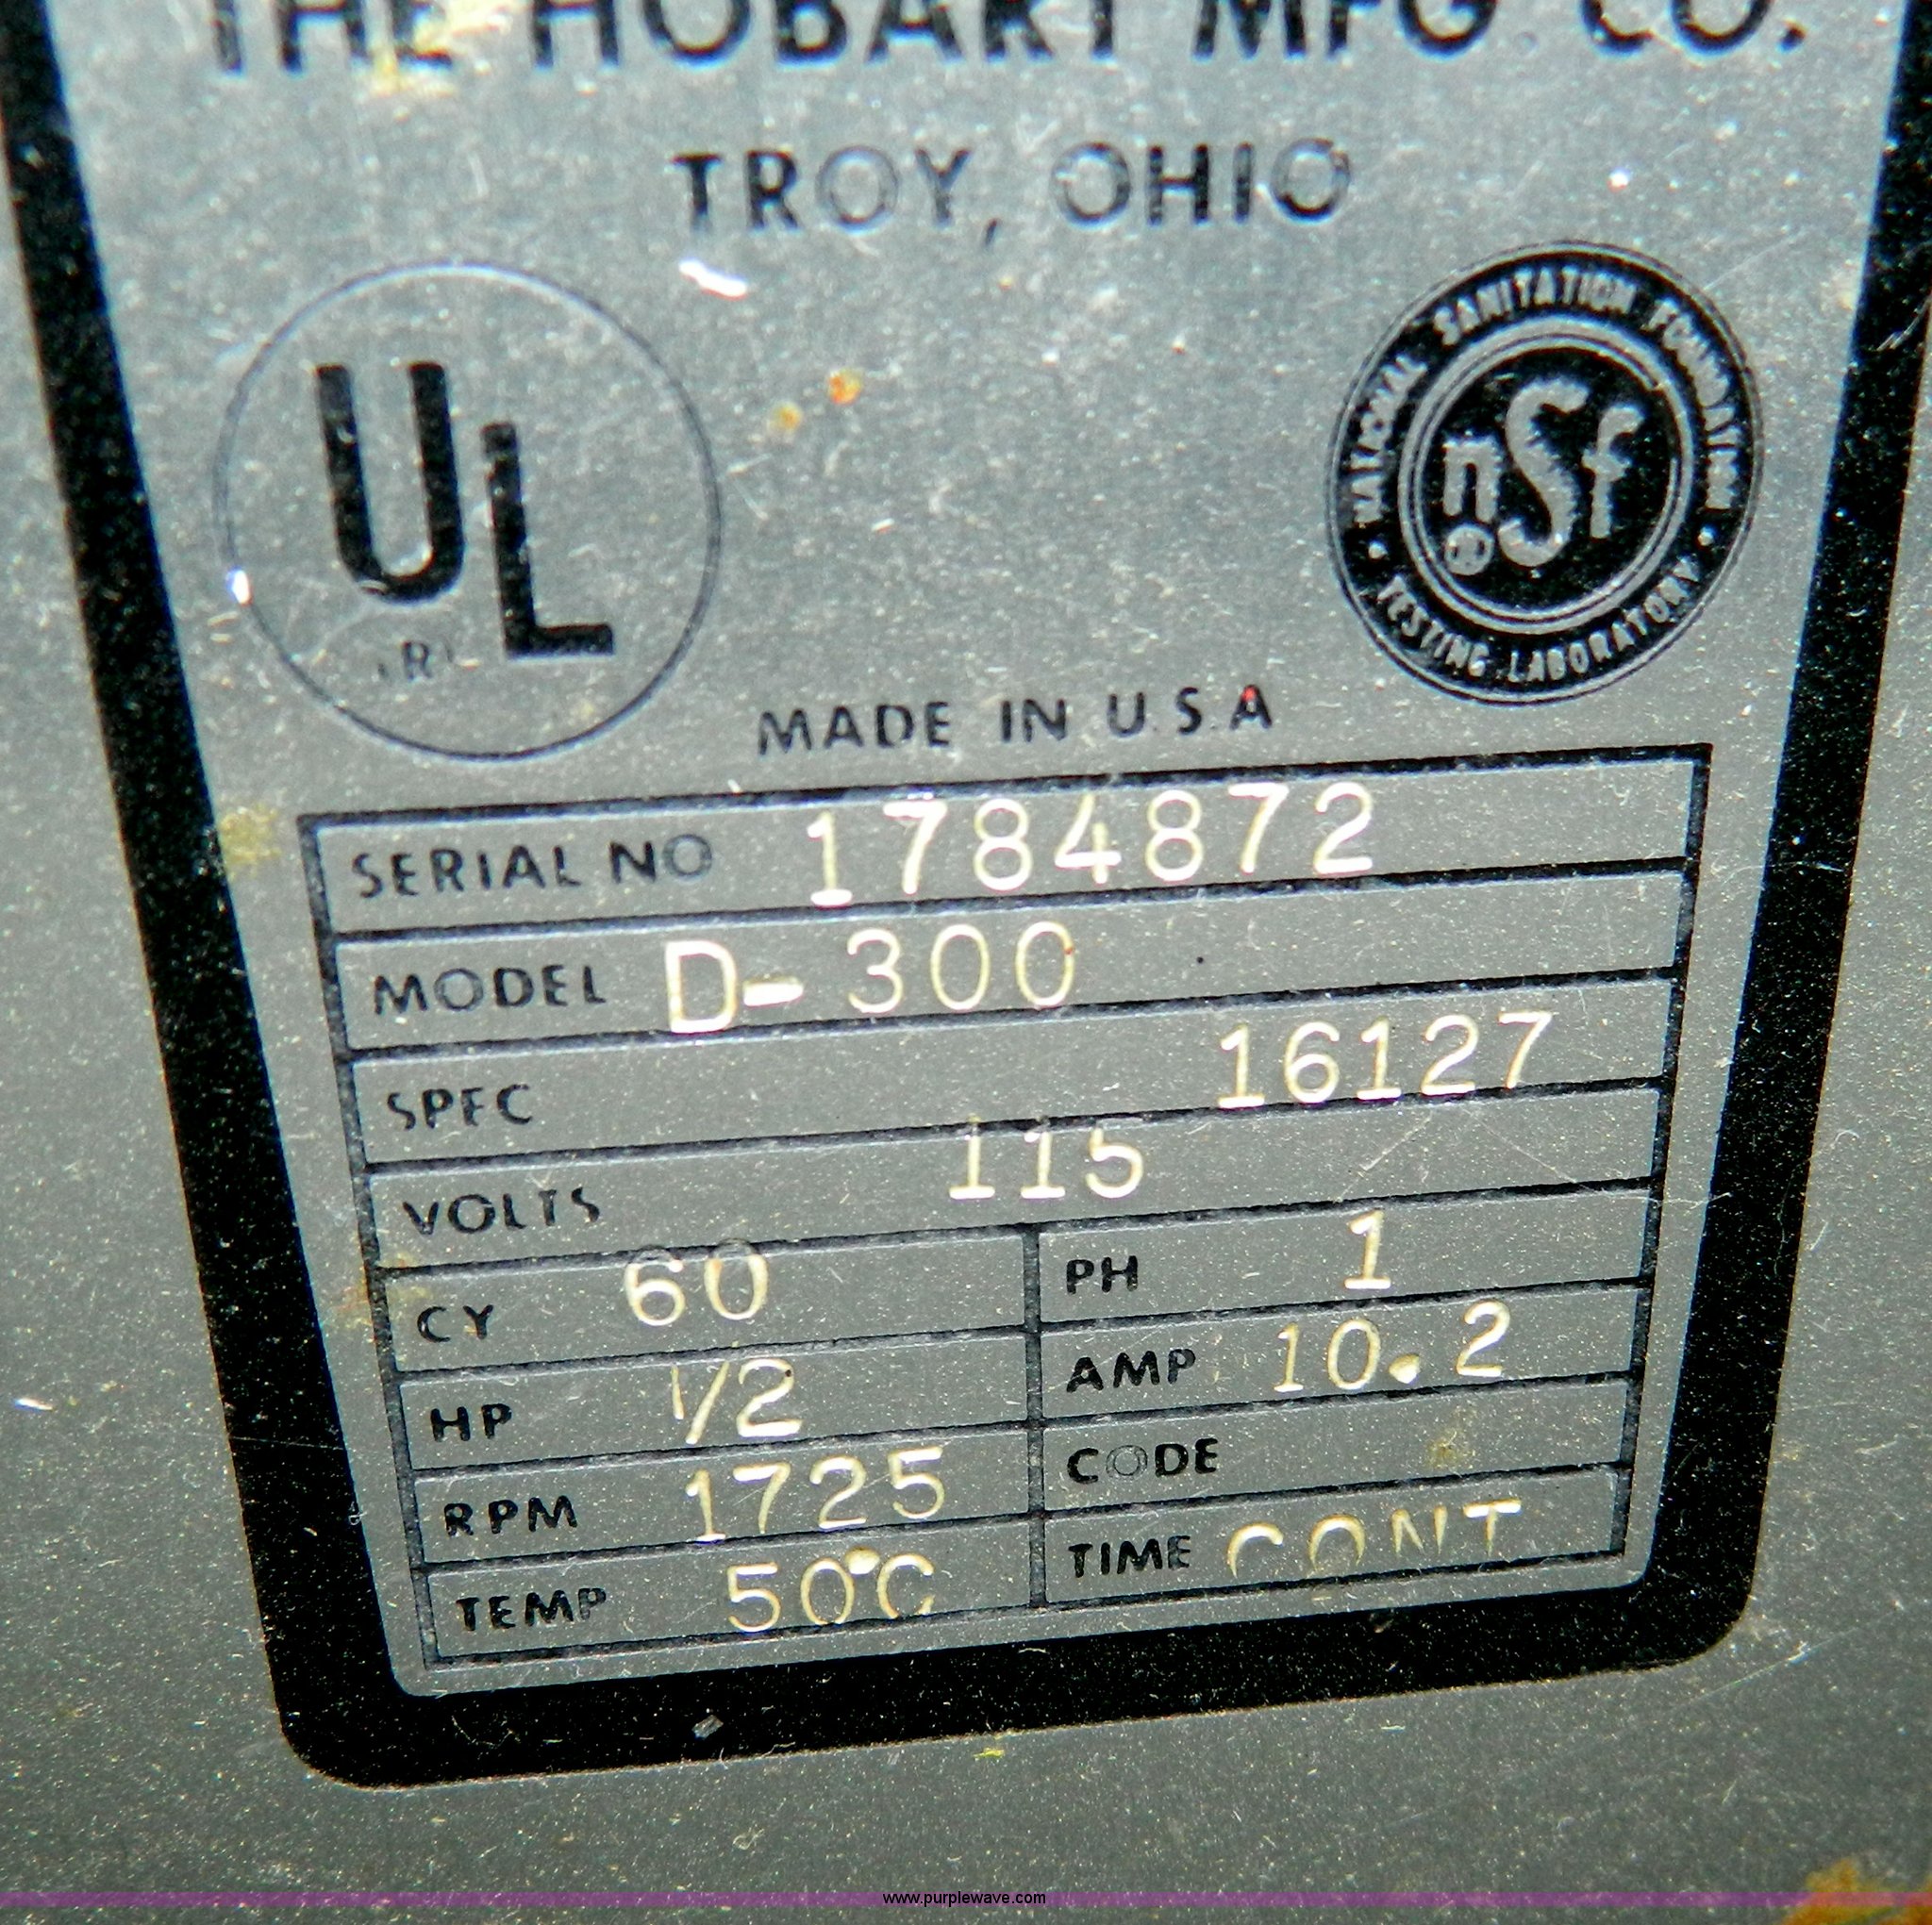 THE HOBART MFG. CO.
TROY, OHIO
UL
NATIONAL SANITATION FOUNDATION
nSf
TESTING LABORATORY
MADE IN U.S.A
SERIAL NO 1784872
MODEL D-300
SPEC 16127
VOLTS 115
CY 60 PH 1
HP 1/2 AMP. 10.2
RPM 1725 CODE
TEMP 50°C TIME CONT
www.purplewave.com